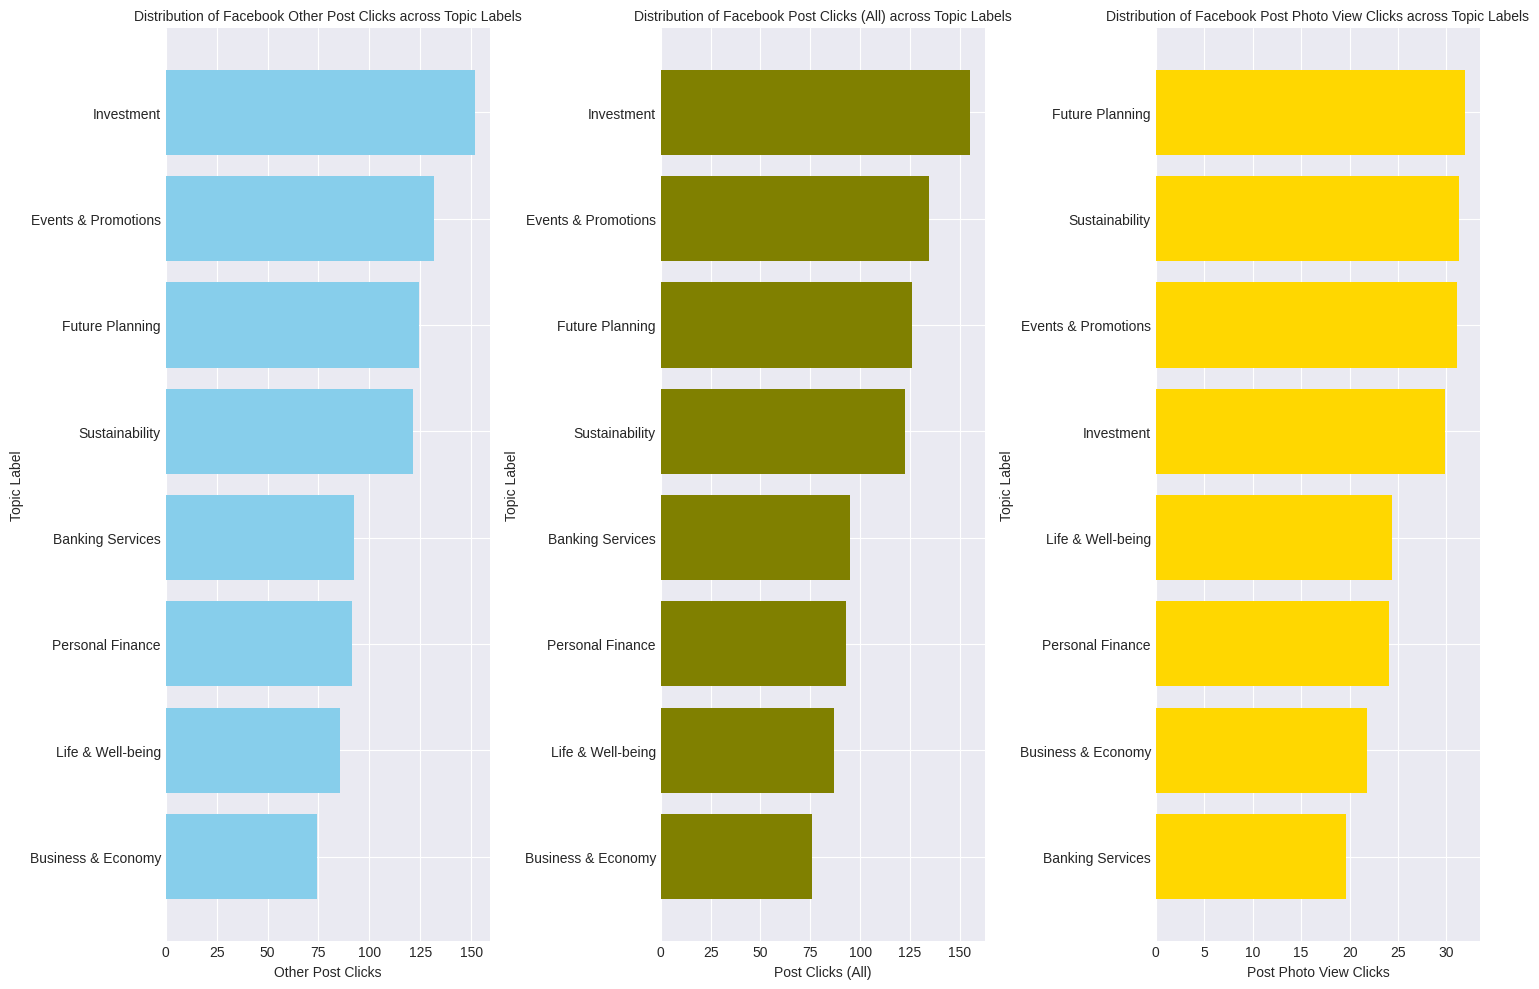 Distribution of Facebook Other Post Clicks across Topic Labels
Topic Label
Investment
Events & Promotions
Future Planning
Sustainability
Banking Services
Personal Finance
Life & Well-being
Business & Economy
0 25 50 75 100 125 150
Other Post Clicks
Distribution of Facebook Post Clicks (All) across Topic Labels
Topic Label
Investment
Events & Promotions
Future Planning
Sustainability
Banking Services
Personal Finance
Life & Well-being
Business & Economy
0 25 50 75 100 125 150
Post Clicks (All)
Distribution of Facebook Post Photo View Clicks across Topic Labels
Topic Label
Future Planning
Sustainability
Events & Promotions
Investment
Life & Well-being
Personal Finance
Business & Economy
Banking Services
0 5 10 15 20 25 30
Post Photo View Clicks